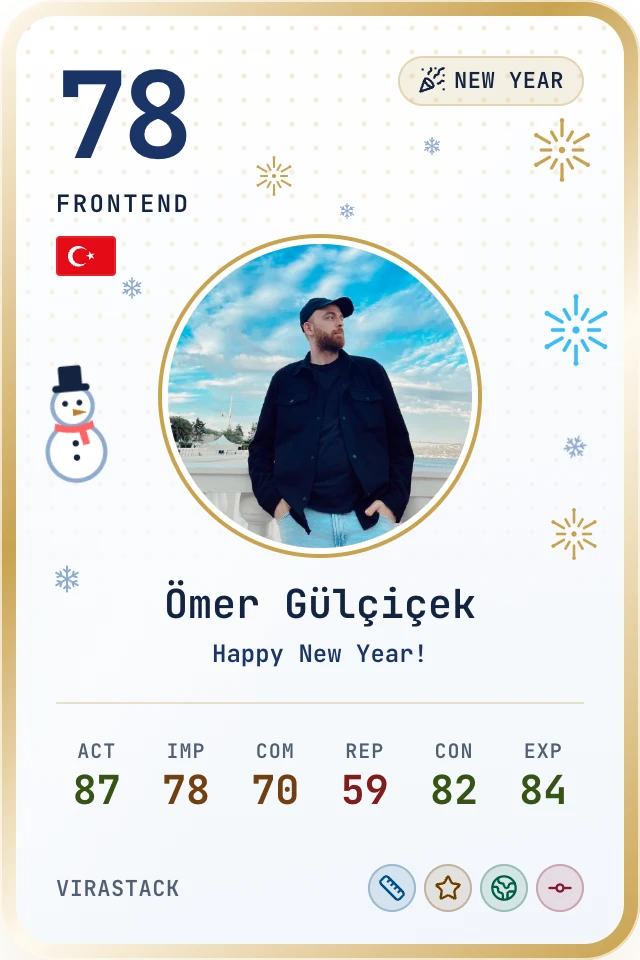 78
NEW YEAR
FRONTEND
Ömer Gülçiçek
Happy New Year!
ACT IMP COM REP CON EXP
87 78 70 59 82 84
VIRASTACK